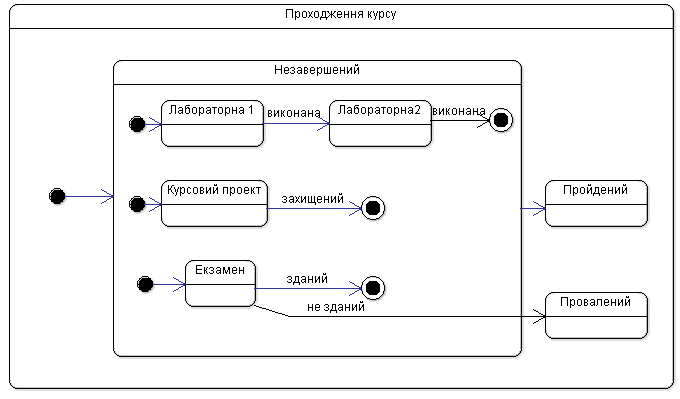 Проходження курсу
Незавершений
Лабораторна 1
виконана
Лабораторна2
виконана
Курсовий проект
захищений
Пройдений
Екзамен
зданий
не зданий
Провалений